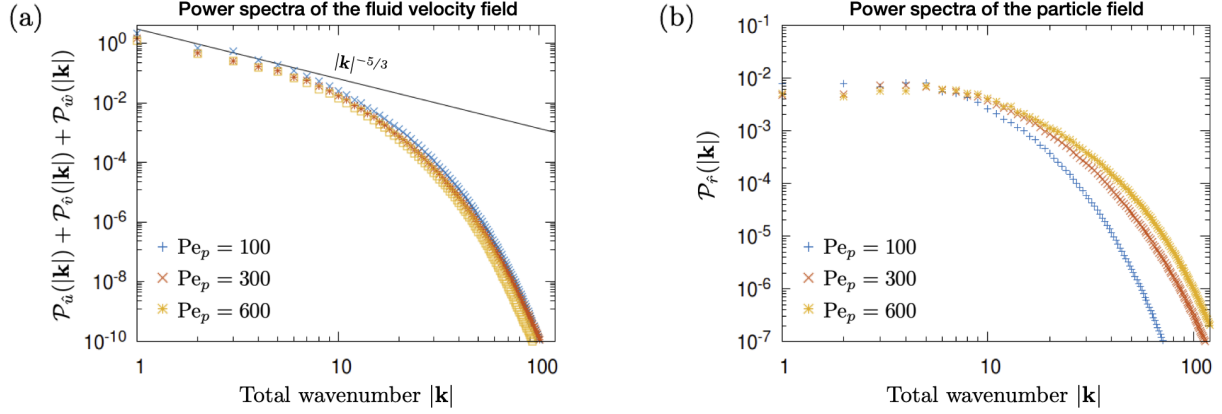 (a)
Power spectra of the fluid velocity field
𝒫_û(|𝐤|) + 𝒫_v̂(|𝐤|) + 𝒫_ŵ(|𝐤|)
10^0
10^-2
10^-4
10^-6
10^-8
10^-10
|𝐤|^−5/3
Pe_p = 100
Pe_p = 300
Pe_p = 600
1
10
100
Total wavenumber |𝐤|
(b)
Power spectra of the particle field
𝒫_r̂(|𝐤|)
10^-1
10^-2
10^-3
10^-4
10^-5
10^-6
10^-7
Pe_p = 100
Pe_p = 300
Pe_p = 600
1
10
100
Total wavenumber |𝐤|